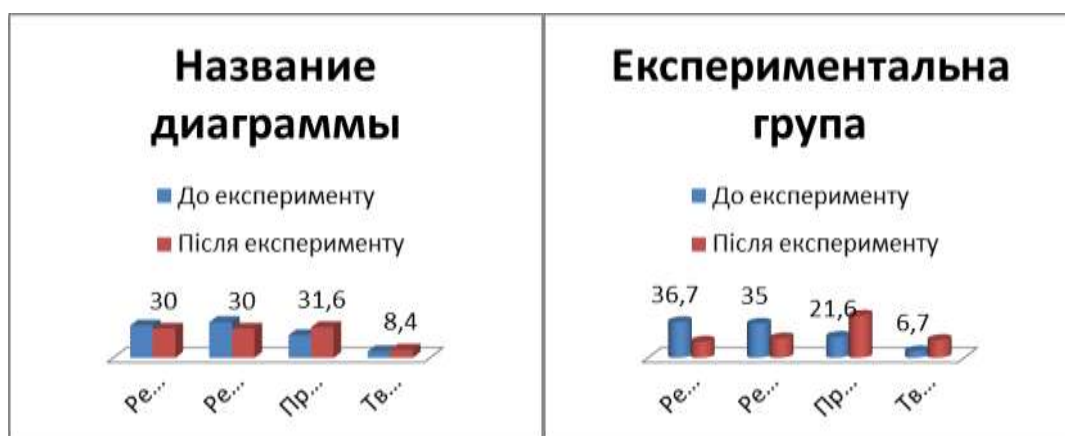 Название
диаграммы
До експерименту
Після експерименту
30 30 31,6 8,4
Ре... Ре... Пр... Тв...
Експериментальна
група
До експерименту
Після експерименту
36,7 35 21,6 6,7
Ре... Ре... Пр... Тв...